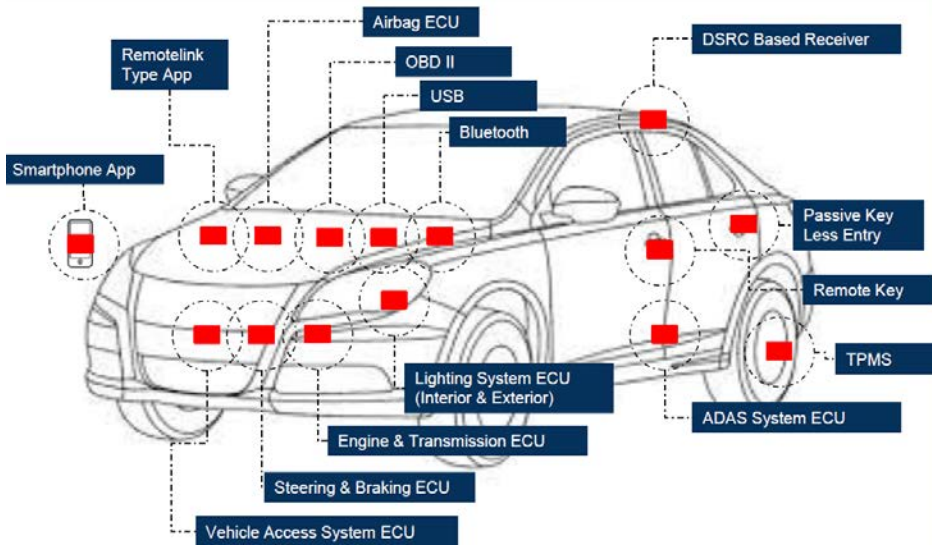 Airbag ECU
DSRC Based Receiver
Remotelink
Type App
OBD II
USB
Bluetooth
Smartphone App
Passive Key
Less Entry
Remote Key
TPMS
Lighting System ECU
(Interior & Exterior)
ADAS System ECU
Engine & Transmission ECU
Steering & Braking ECU
Vehicle Access System ECU